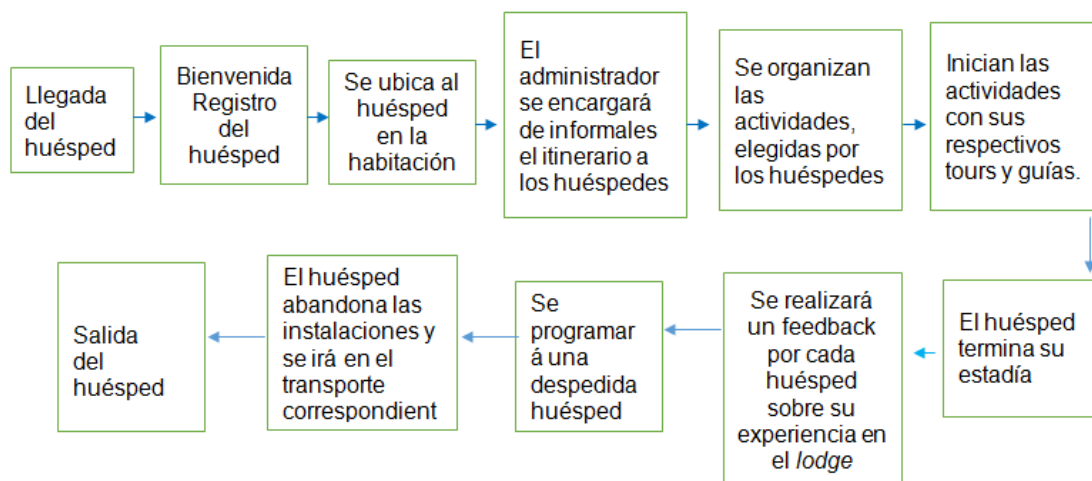 Llegada
del
huésped
Bienvenida
Registro
del
huésped
Se ubica al
huésped
en la
habitación
El
administrador
se encargará
de informales
el itinerario a
los huéspedes
Se organizan
las
actividades,
elegidas por
los huéspedes
Inician las
actividades
con sus
respectivos
tours y guías.
El huésped
termina su
estadía
Se realizará
un feedback
por cada
huésped
sobre su
experiencia en
el lodge
Se
programar
á una
despedida
huésped
El huésped
abandona las
instalaciones y
se irá en el
transporte
correspondient
Salida
del
huésped